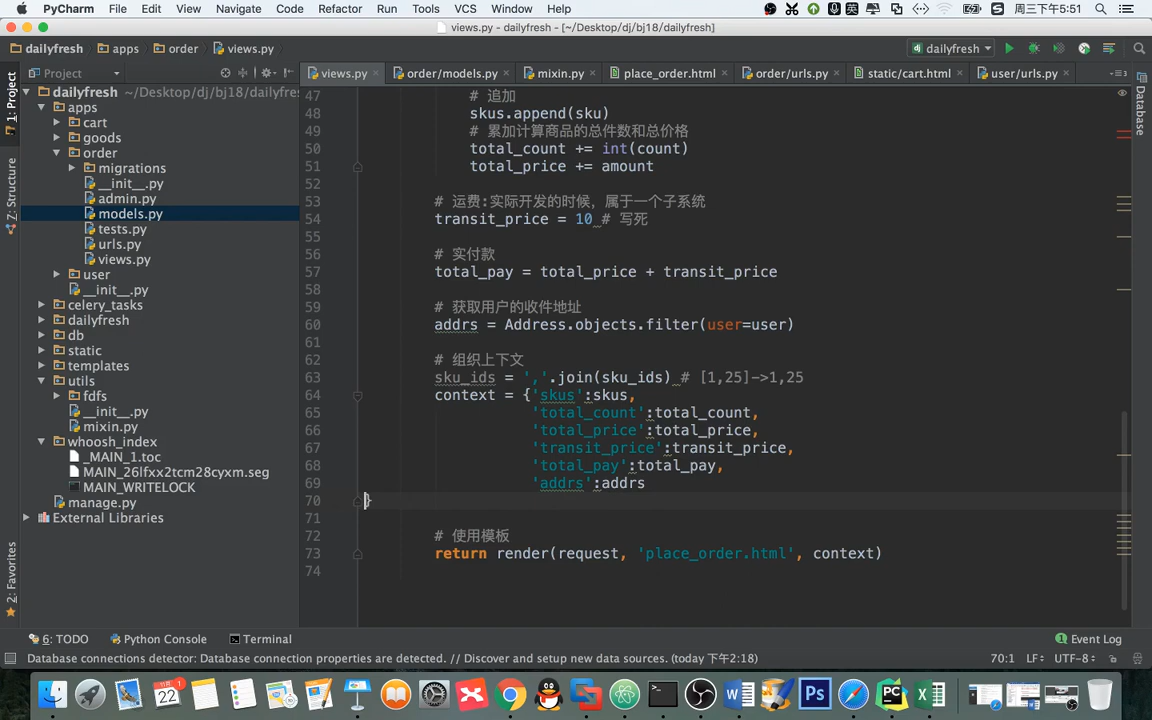 PyCharm File Edit View Navigate Code Refactor Run Tools VCS Window Help 英 周三下午5:51
views.py - dailyfresh - [~/Desktop/dj/bj18/dailyfresh]
dailyfresh apps order views.py dailyfresh
Project views.py order/models.py mixin.py place_order.html order/urls.py static/cart.html user/urls.py
1: Project
Z: Structure
2: Favorites
dailyfresh ~/Desktop/dj/bj18/dailyfres
apps
cart
goods
order
migrations
__init__.py
admin.py
models.py
tests.py
urls.py
views.py
user
__init__.py
celery_tasks
dailyfresh
db
static
templates
utils
fdfs
__init__.py
mixin.py
whoosh_index
_MAIN_1.toc
MAIN_26lfxx2tcm28cyxm.seg
MAIN_WRITELOCK
manage.py
External Libraries
47 # 追加
48 skus.append(sku)
49 # 累加计算商品的总件数和总价格
50 total_count += int(count)
51 total_price += amount
52
53 # 运费:实际开发的时候，属于一个子系统
54 transit_price = 10 # 写死
55
56 # 实付款
57 total_pay = total_price + transit_price
58
59 # 获取用户的收件地址
60 addrs = Address.objects.filter(user=user)
61
62 # 组织上下文
63 sku_ids = ','.join(sku_ids) # [1,25]->1,25
64 context = {'skus':skus,
65 'total_count':total_count,
66 'total_price':total_price,
67 'transit_price':transit_price,
68 'total_pay':total_pay,
69 'addrs':addrs
70 }
71
72 # 使用模板
73 return render(request, 'place_order.html', context)
74
Database
6: TODO Python Console Terminal 1 Event Log
Database connections detector: Database connection properties are detected. // Discover and setup new data sources. (today 下午2:18) 70:1 LF UTF-8
22 Ps PC